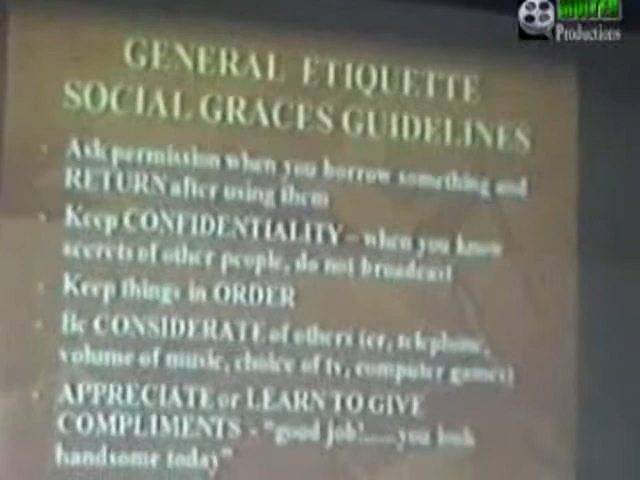 Productions
GENERAL ETIQUETTE
SOCIAL GRACES GUIDELINES
Ask permission when you borrow something and
RETURN after using them
Keep CONFIDENTIALITY – when you know
secrets of other people, do not broadcast
Keep things in ORDER
Be CONSIDERATE of others (cr, telephone,
volume of music, choice of tv, computer games)
APPRECIATE or LEARN TO GIVE
COMPLIMENTS - "good job!.....you look
handsome today"